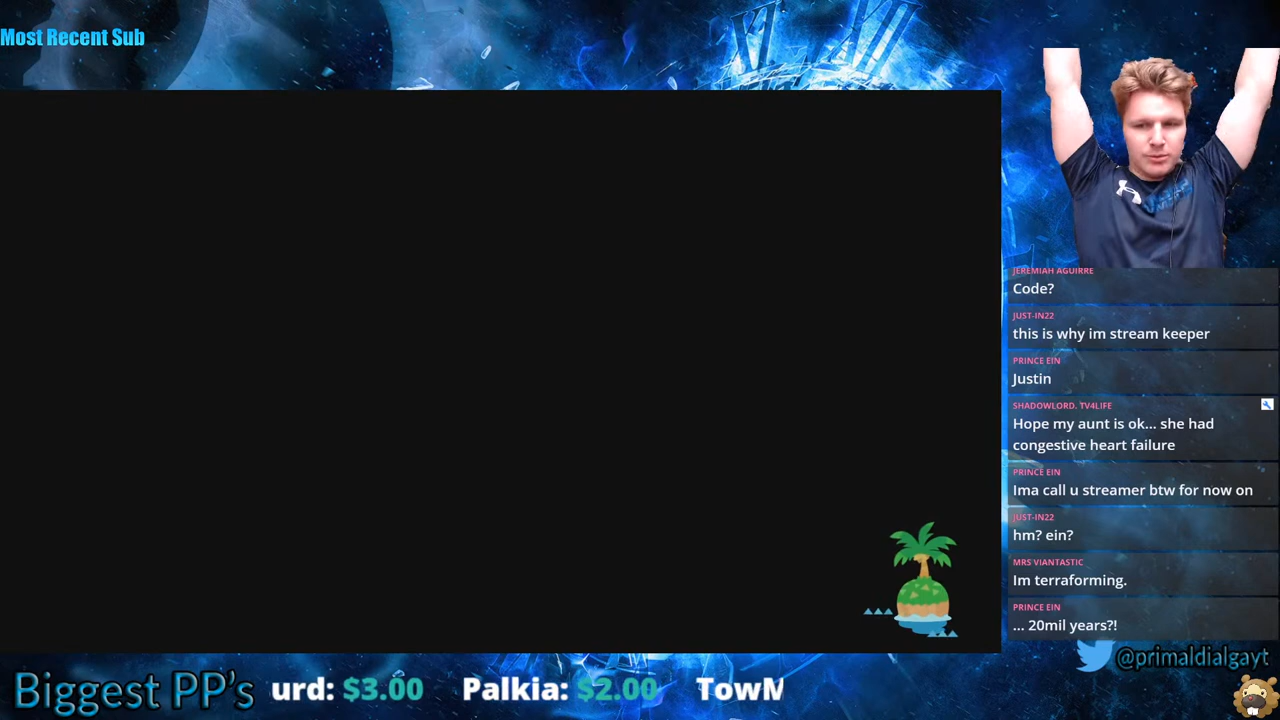 Most Recent Sub
JEREMIAH AGUIRRE
Code?
JUST-IN22
this is why im stream keeper
PRINCE EIN
Justin
SHADOWLORD. TV4LIFE
Hope my aunt is ok... she had
congestive heart failure
PRINCE EIN
Ima call u streamer btw for now on
JUST-IN22
hm? ein?
MRS VIANTASTIC
Im terraforming.
PRINCE EIN
... 20mil years?!
@primaldialgayt
Biggest PP's urd: $3.00 Palkia: $2.00 TowM